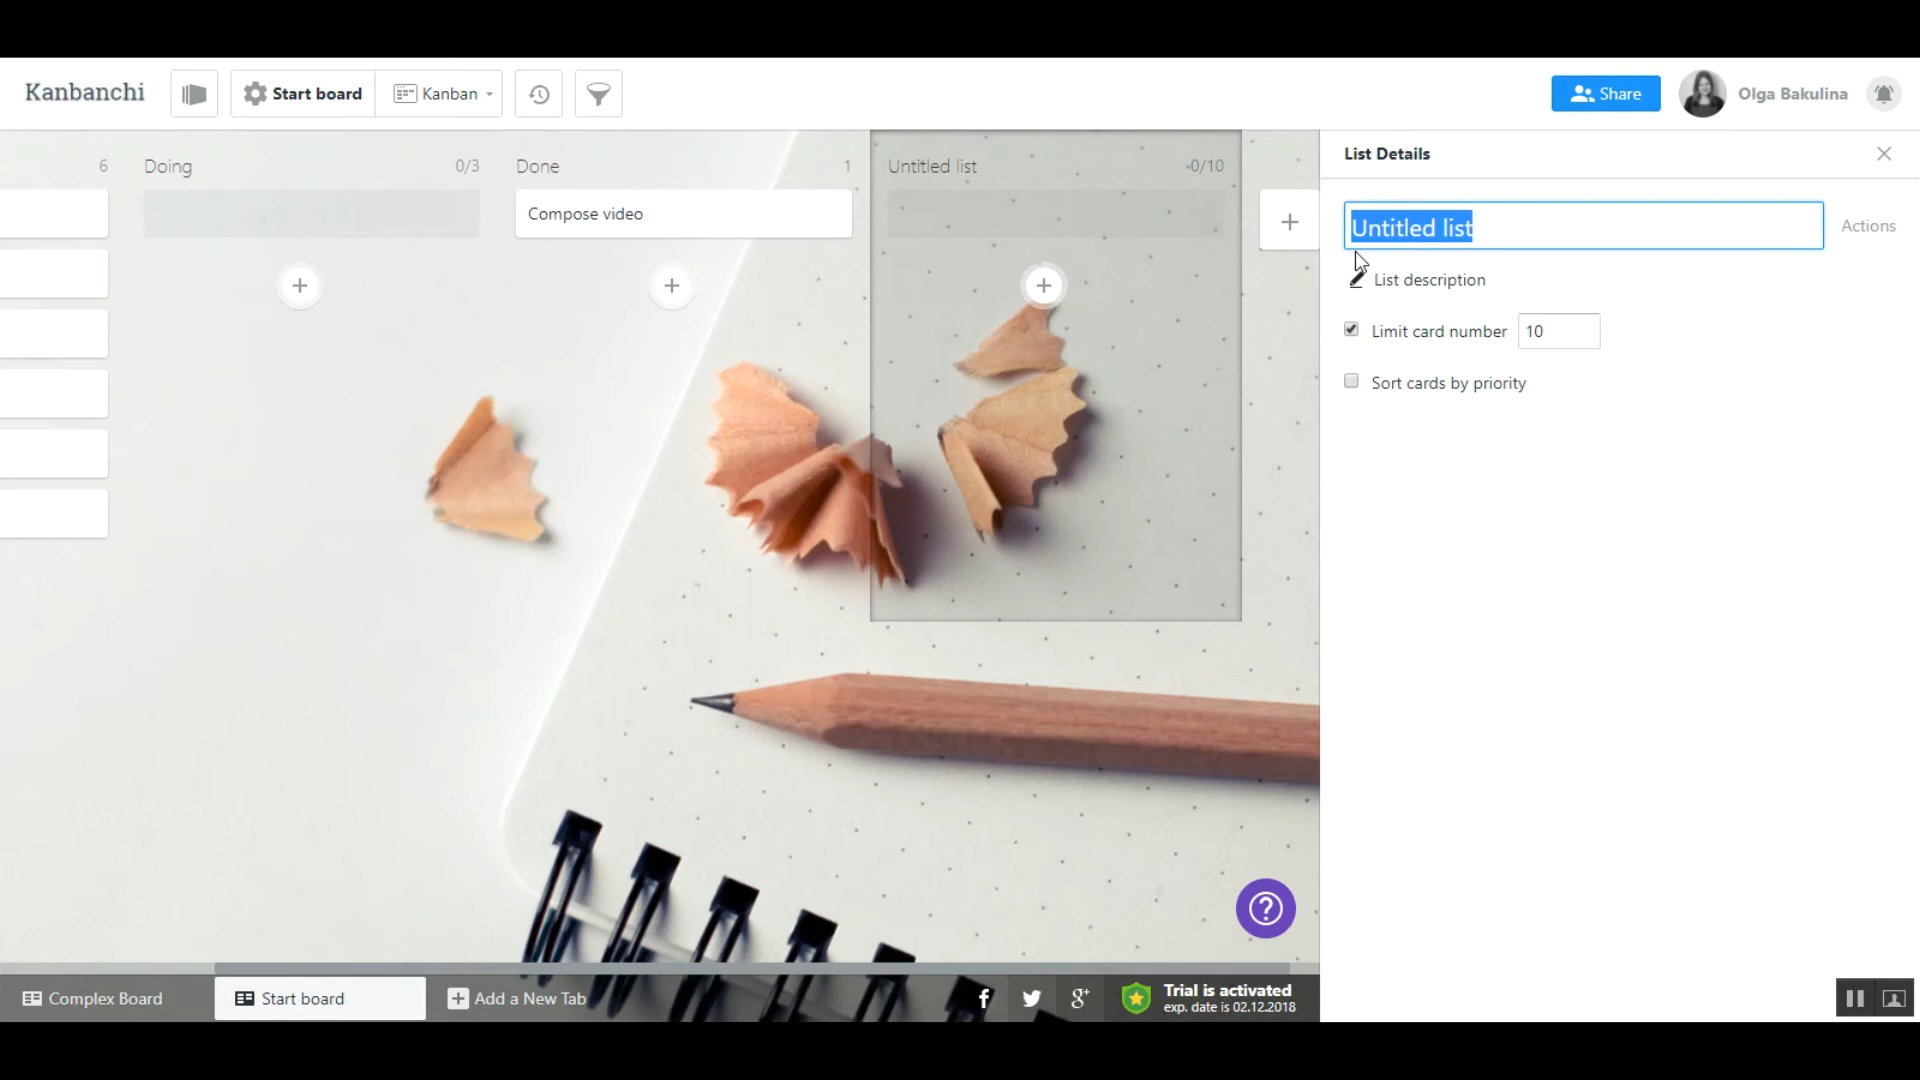 Kanbanchi
Start board
Kanban
Share
Olga Bakulina
6
Doing
0/3
Done
1
Untitled list
-0/10
Compose video
List Details
Untitled list
Actions
List description
Limit card number
10
Sort cards by priority
Complex Board
Start board
Add a New Tab
Trial is activated
exp. date is 02.12.2018